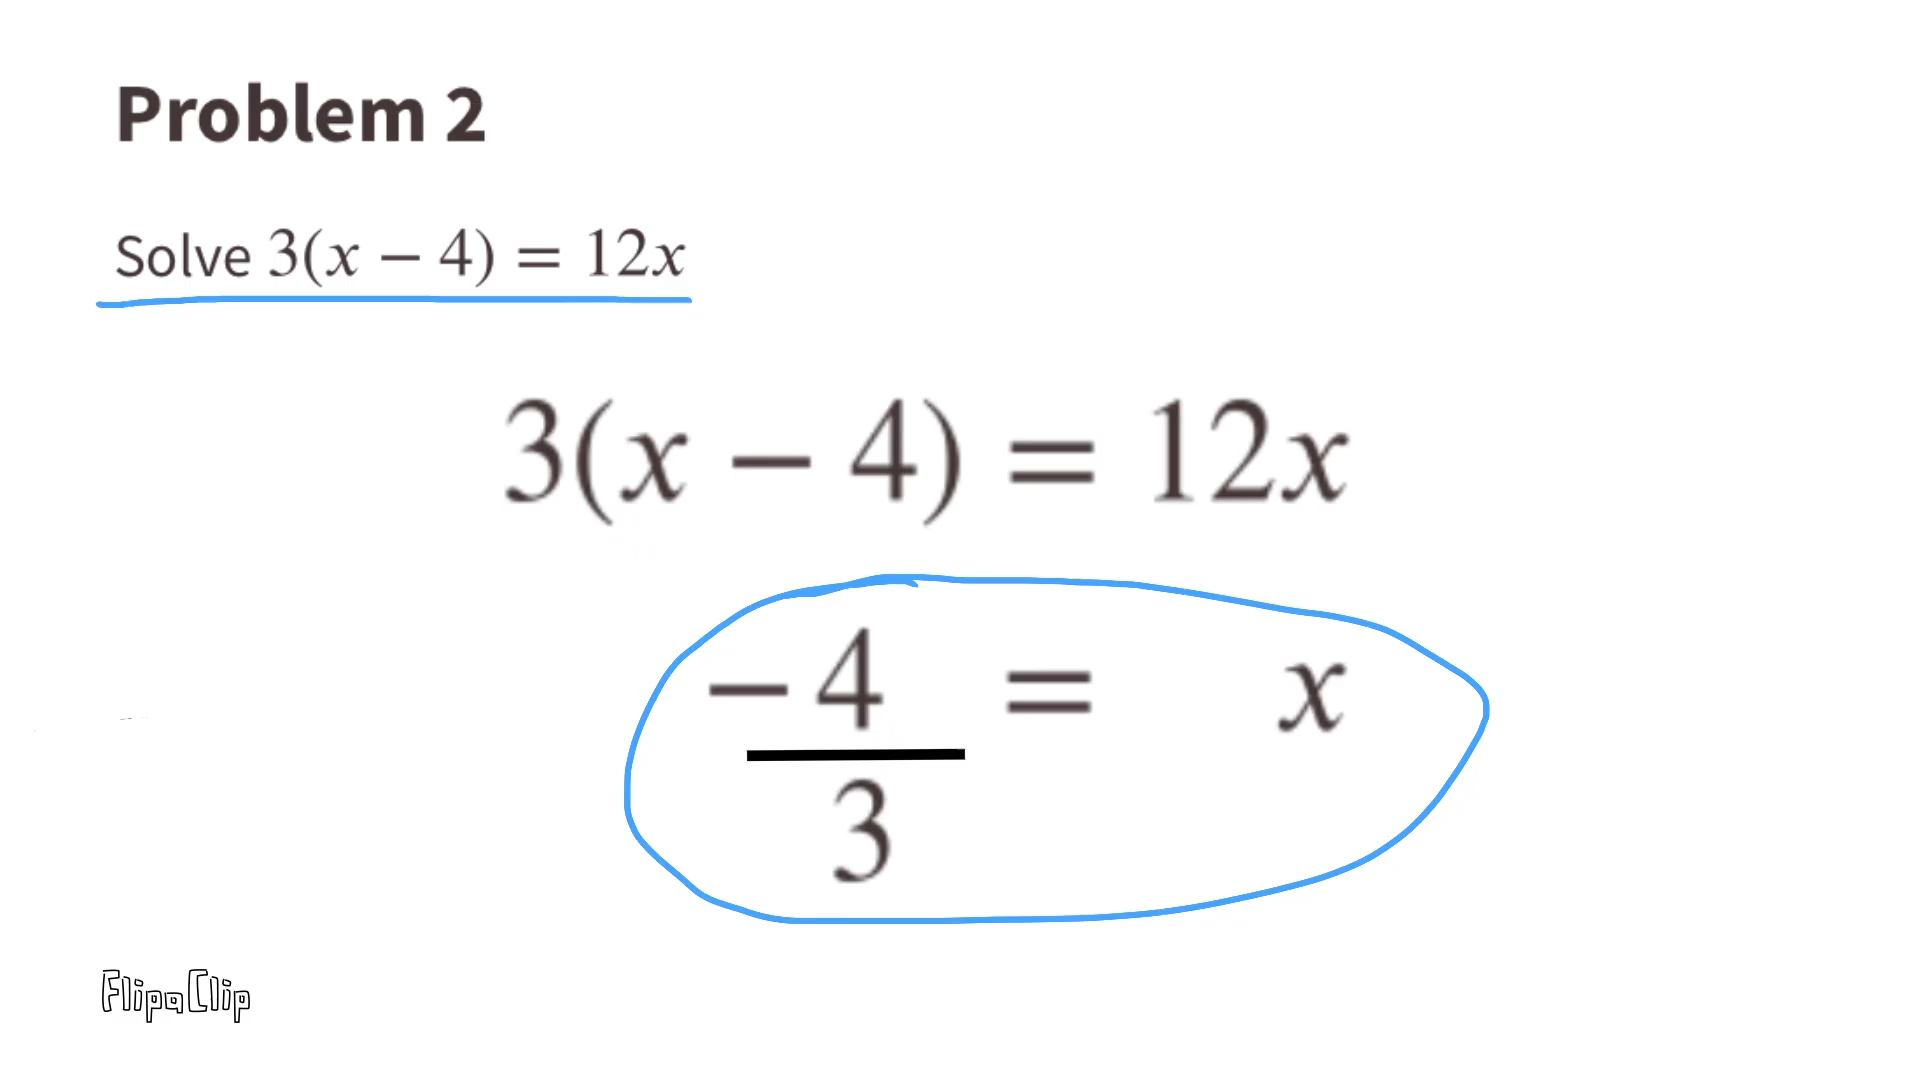 Problem 2
Solve 3(x − 4) = 12x
3(x − 4) = 12x
− 4 = x
3
FlipaClip